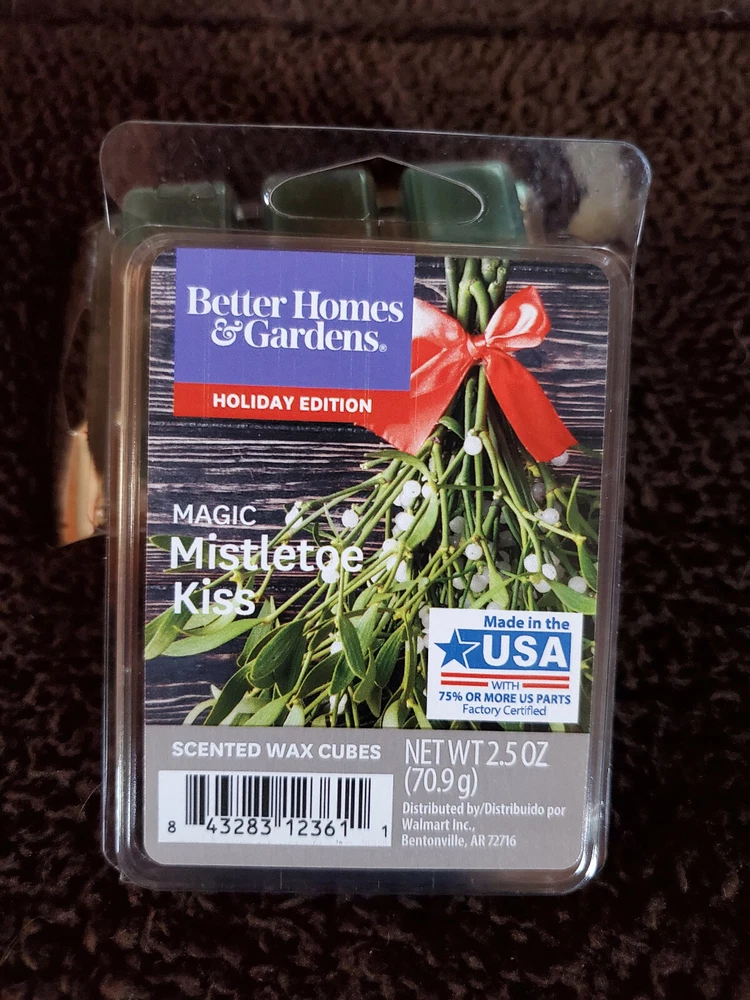 Better Homes
& Gardens®
HOLIDAY EDITION
MAGIC
Mistletoe
Kiss
Made in the
USA
WITH
75% OR MORE US PARTS
Factory Certified
SCENTED WAX CUBES
NET WT 2.5 OZ
(70.9 g)
8 43283 12361 1
Distributed by/Distribuido por
Walmart Inc.,
Bentonville, AR 72716